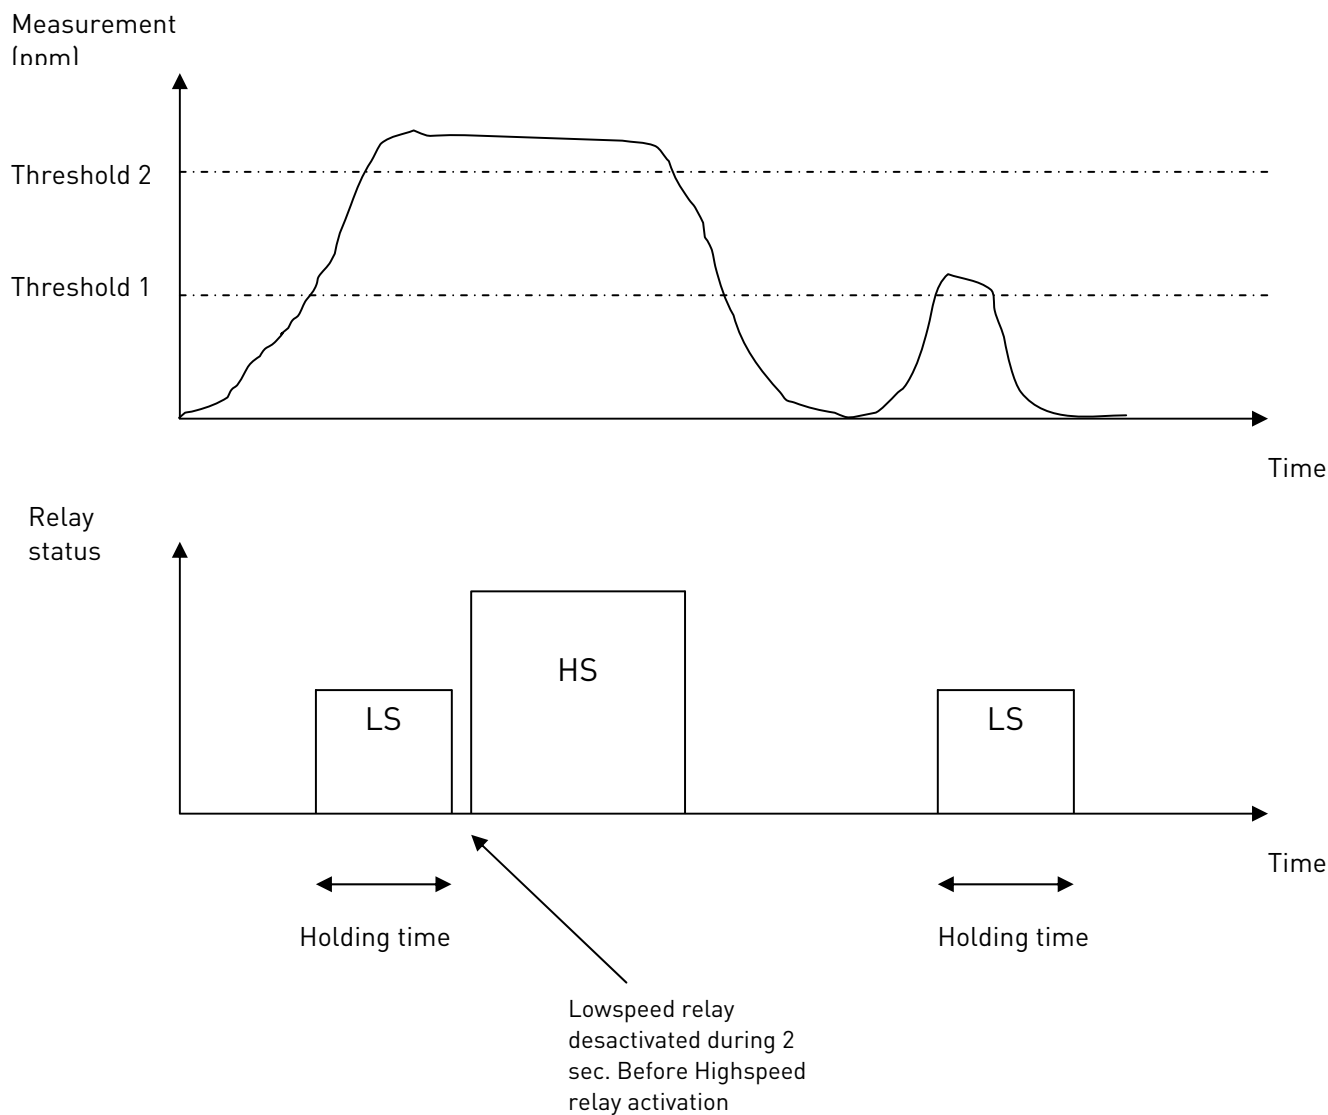 Measurement
(ppm)
Threshold 2
Threshold 1
Time
Relay
status
HS
LS
LS
Time
Holding time
Holding time
Lowspeed relay
desactivated during 2
sec. Before Highspeed
relay activation